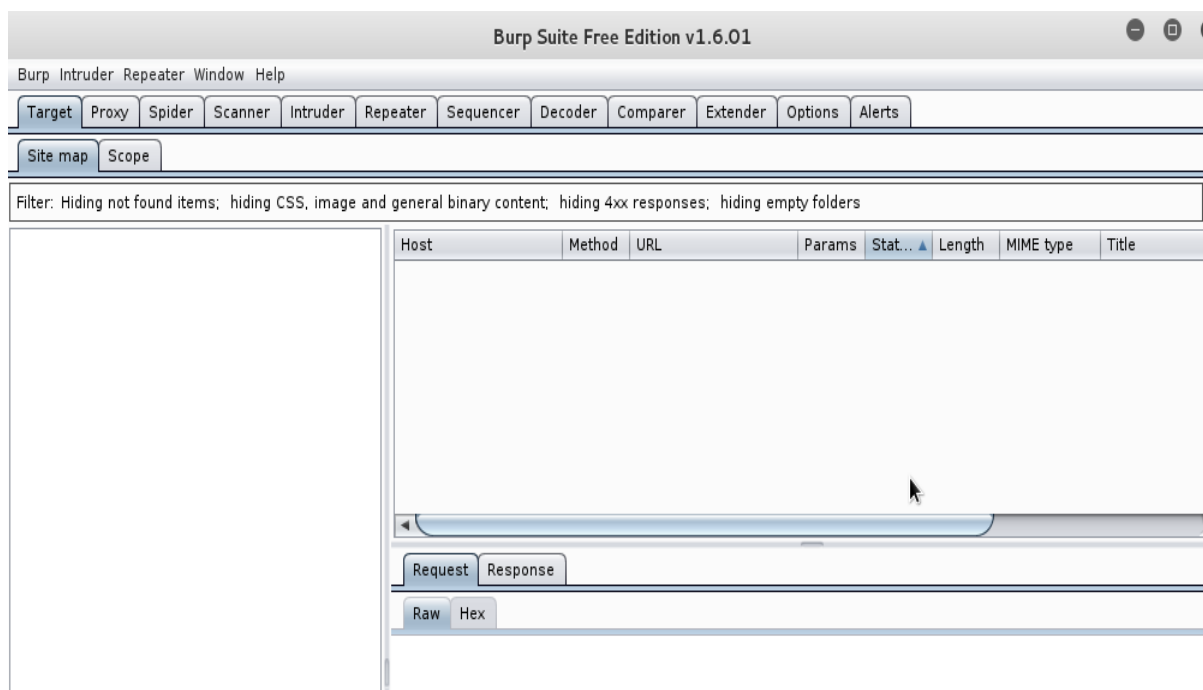 Burp Suite Free Edition v1.6.01
Burp Intruder Repeater Window Help
Target Proxy Spider Scanner Intruder Repeater Sequencer Decoder Comparer Extender Options Alerts
Site map Scope
Filter: Hiding not found items; hiding CSS, image and general binary content; hiding 4xx responses; hiding empty folders
Host Method URL Params Stat... Length MIME type Title
Request Response
Raw Hex